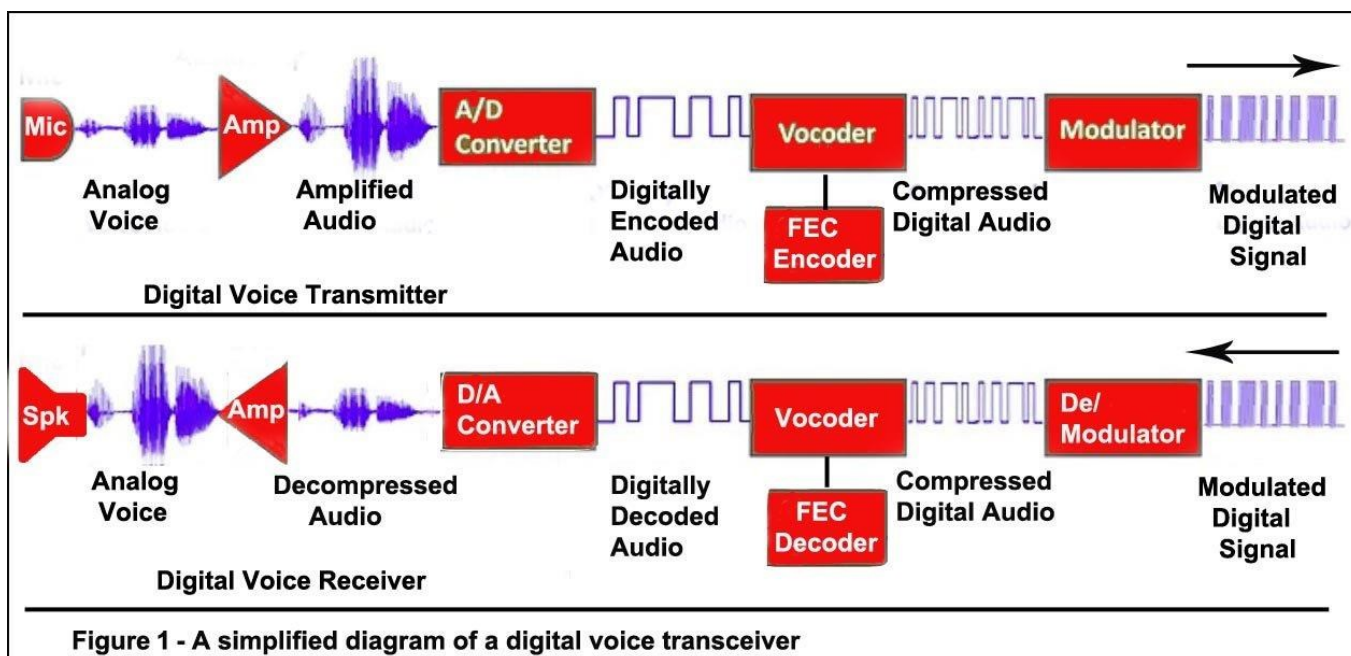 Mic
Amp
A/D
Converter
Vocoder
Modulator
Analog
Voice
Amplified
Audio
Digitally
Encoded
Audio
FEC
Encoder
Compressed
Digital Audio
Modulated
Digital
Signal
Digital Voice Transmitter
Spk
Amp
D/A
Converter
Vocoder
De/
Modulator
Analog
Voice
Decompressed
Audio
Digitally
Decoded
Audio
FEC
Decoder
Compressed
Digital Audio
Modulated
Digital
Signal
Digital Voice Receiver
Figure 1 - A simplified diagram of a digital voice transceiver